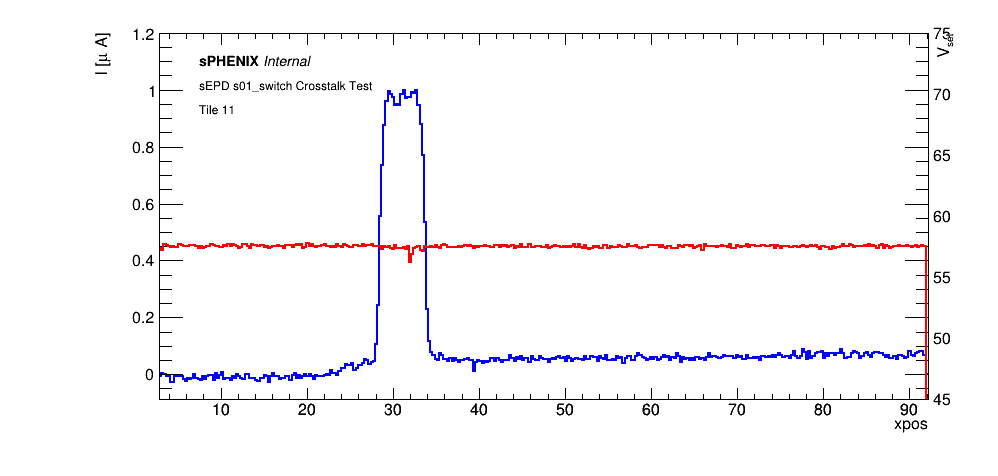 1.2
1
0.8
0.6
0.4
0.2
0
I [μ A]
sPHENIX Internal
sEPD s01_switch Crosstalk Test
Tile 11
75
70
65
60
55
50
45
Vset
10 20 30 40 50 60 70 80 90
xpos